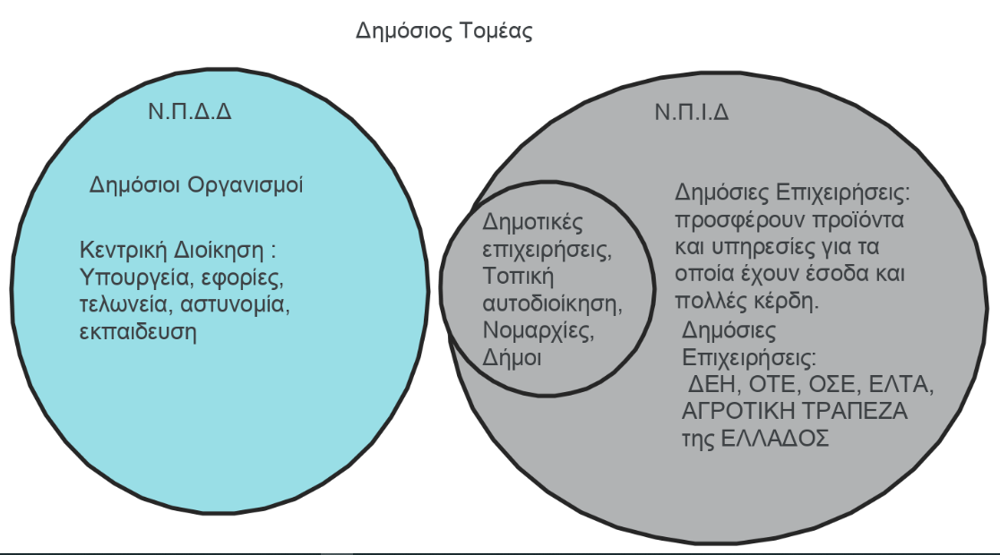 Δημόσιος Τομέας
Ν.Π.Δ.Δ
Δημόσιοι Οργανισμοί
Κεντρική Διοίκηση :
Υπουργεία, εφορίες,
τελωνεία, αστυνομία,
εκπαιδευση
Δημοτικές
επιχειρήσεις,
Τοπική
αυτοδιοίκηση,
Νομαρχίες,
Δήμοι
Ν.Π.Ι.Δ
Δημόσιες Επιχειρήσεις:
προσφέρουν προϊόντα
και υπηρεσίες για τα
οποία έχουν έσοδα και
πολλές κέρδη.
Δημόσιες
Επιχειρήσεις:
ΔΕΗ, ΟΤΕ, ΟΣΕ, ΕΛΤΑ,
ΑΓΡΟΤΙΚΗ ΤΡΑΠΕΖΑ
της ΕΛΛΑΔΟΣ